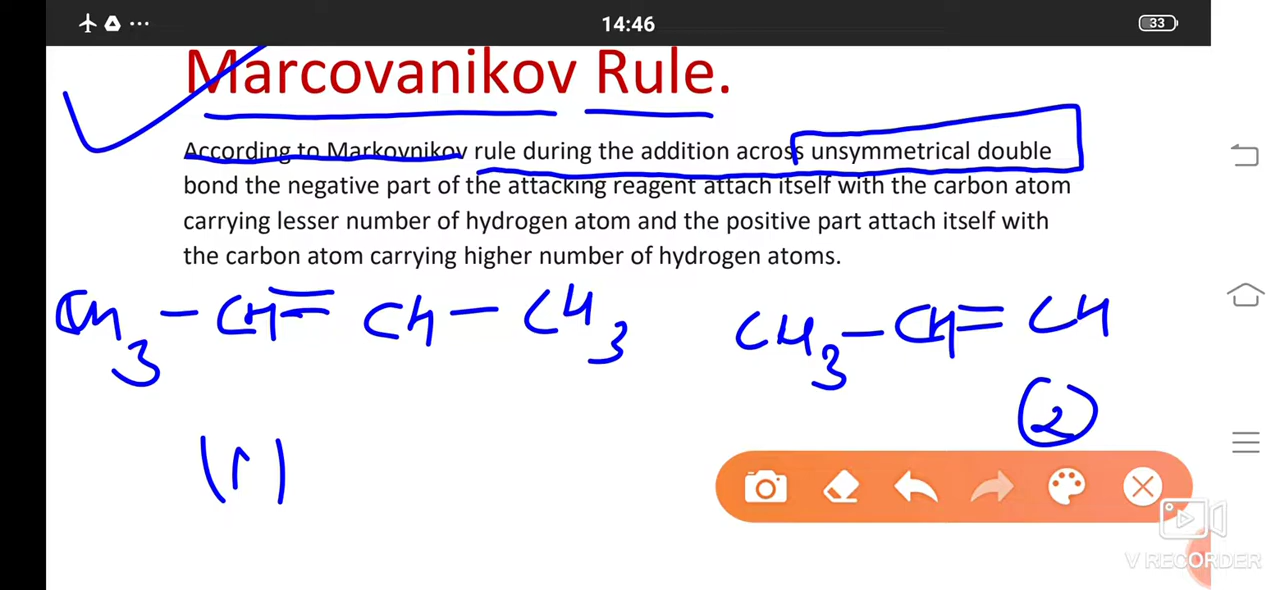 14:46
33
Marcovanikov Rule.
According to Markovnikov rule during the addition across unsymmetrical double
bond the negative part of the attacking reagent attach itself with the carbon atom
carrying lesser number of hydrogen atom and the positive part attach itself with
the carbon atom carrying higher number of hydrogen atoms.
CH3 — CH = CH — CH3
CH3 — CH = CH
2
(1)
V RECORDER